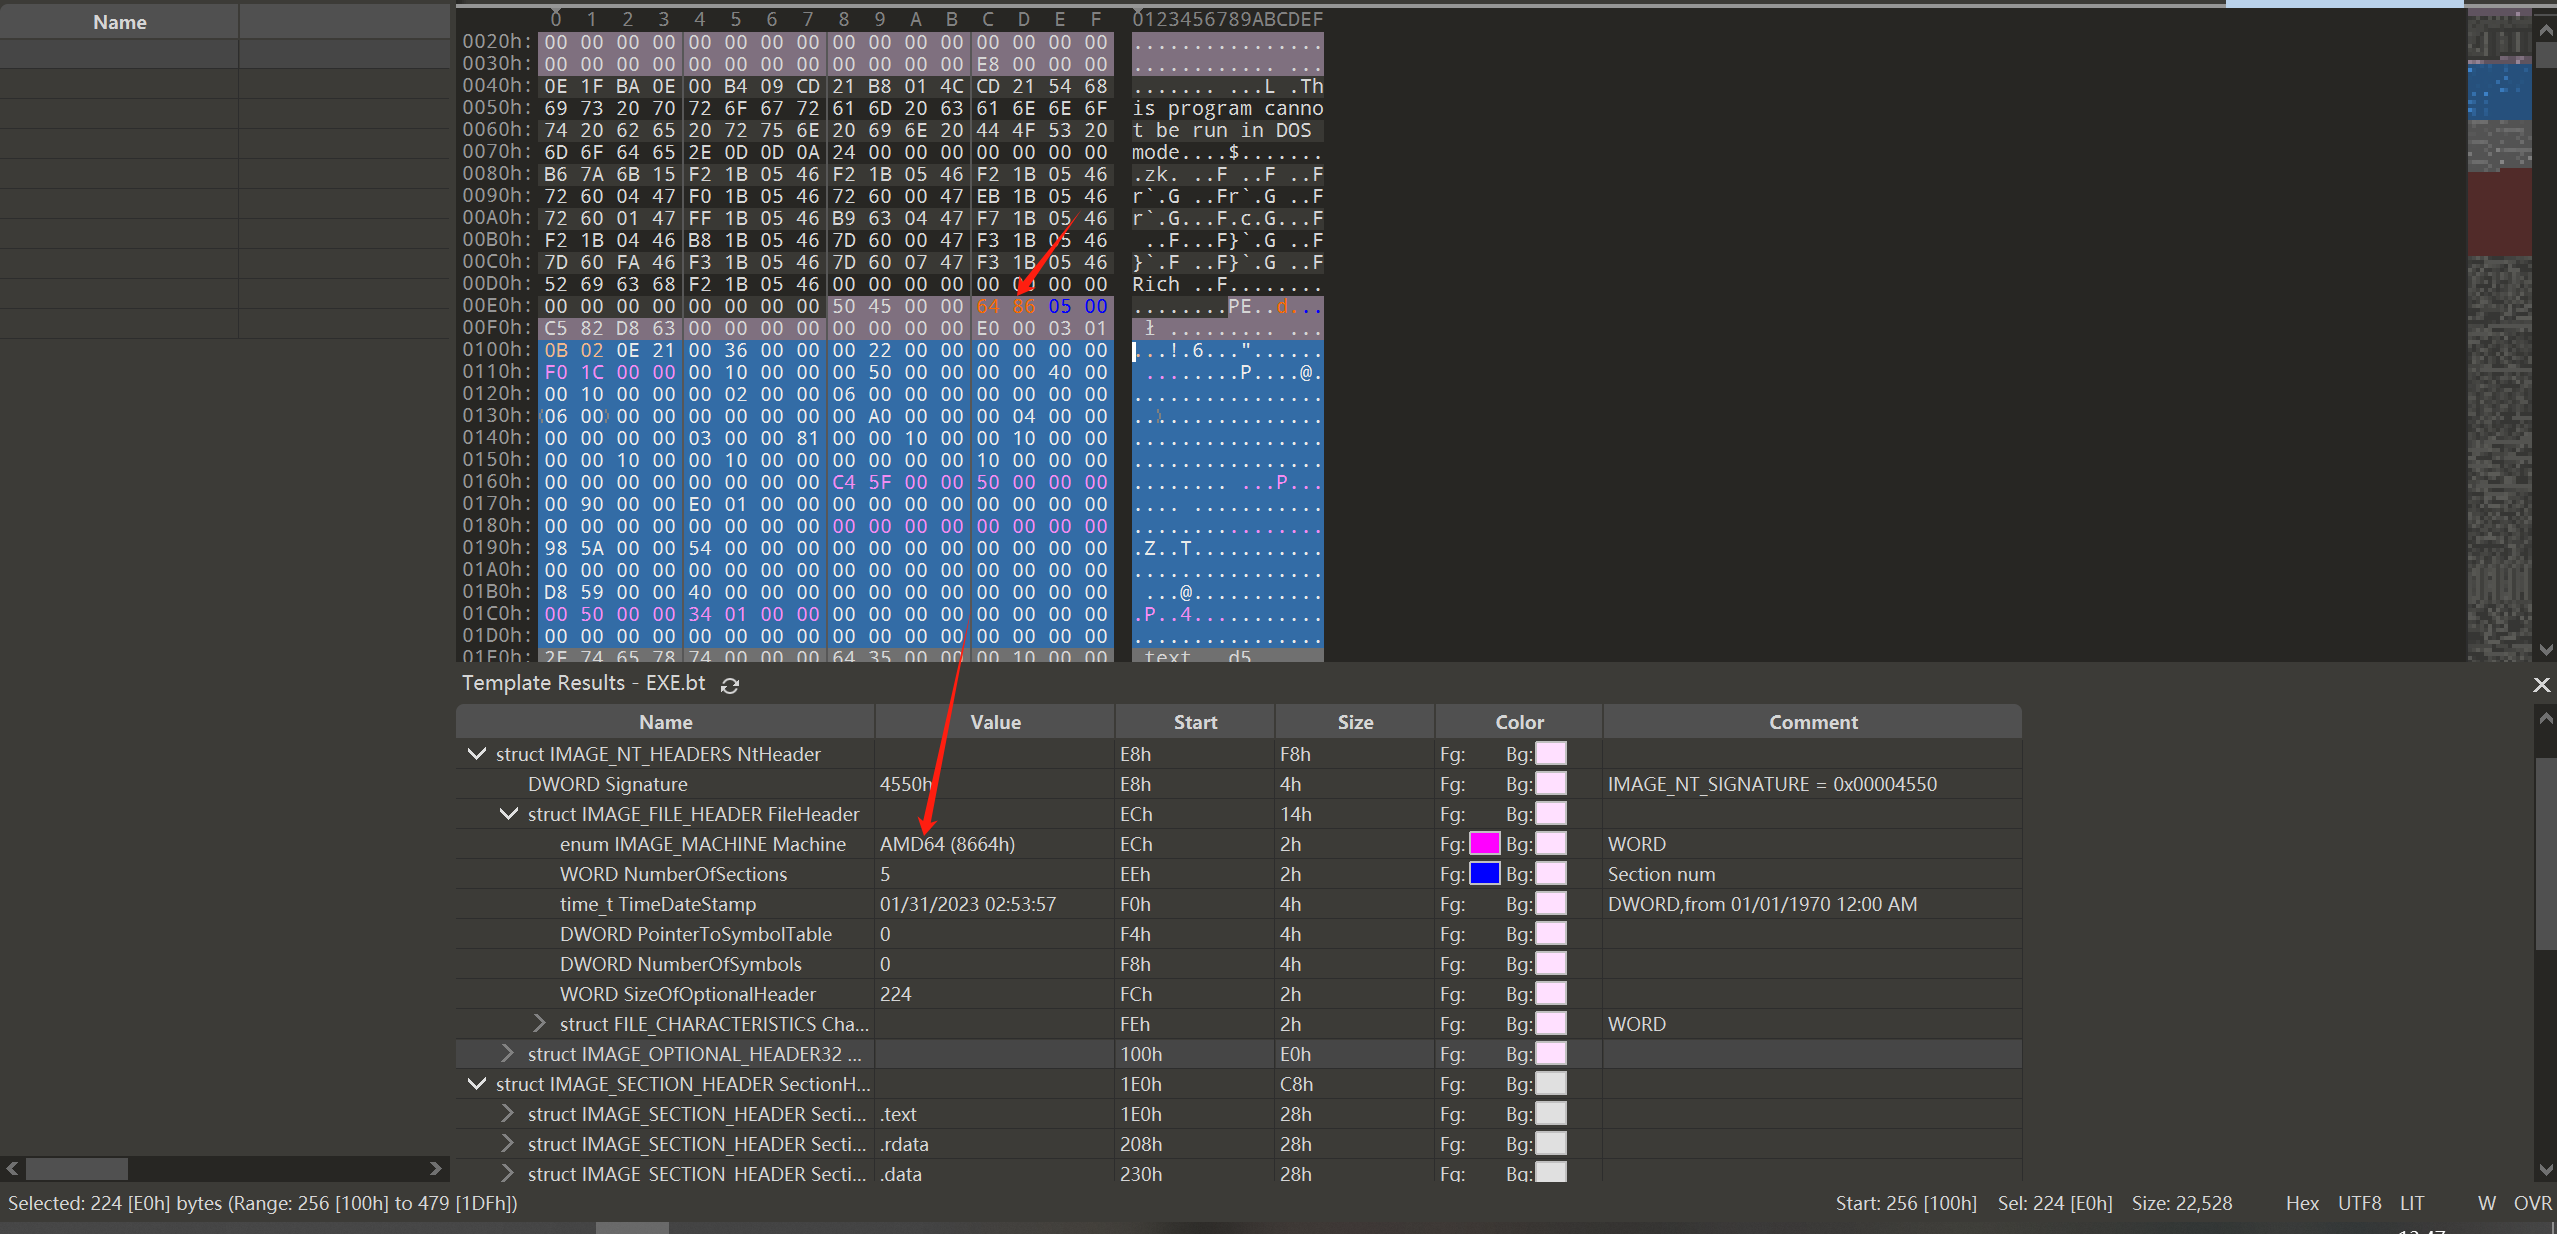 Name
0 1 2 3 4 5 6 7 8 9 A B C D E F 0123456789ABCDEF
0020h: 00 00 00 00 00 00 00 00 00 00 00 00 00 00 00 00 ................
0030h: 00 00 00 00 00 00 00 00 00 00 00 00 E8 00 00 00 ............ ...
0040h: 0E 1F BA 0E 00 B4 09 CD 21 B8 01 4C CD 21 54 68 ....... ...L .Th
0050h: 69 73 20 70 72 6F 67 72 61 6D 20 63 61 6E 6E 6F is program canno
0060h: 74 20 62 65 20 72 75 6E 20 69 6E 20 44 4F 53 20 t be run in DOS
0070h: 6D 6F 64 65 2E 0D 0D 0A 24 00 00 00 00 00 00 00 mode....$.......
0080h: B6 7A 6B 15 F2 1B 05 46 F2 1B 05 46 F2 1B 05 46 .zk. ..F ..F ..F
0090h: 72 60 04 47 F0 1B 05 46 72 60 00 47 EB 1B 05 46 r`.G ..Fr`.G ..F
00A0h: 72 60 01 47 FF 1B 05 46 B9 63 04 47 F7 1B 05 46 r`.G...F.c.G...F
00B0h: F2 1B 04 46 B8 1B 05 46 7D 60 00 47 F3 1B 05 46 ..F...F}`.G ..F
00C0h: 7D 60 FA 46 F3 1B 05 46 7D 60 07 47 F3 1B 05 46 }`.F ..F}`.G ..F
00D0h: 52 69 63 68 F2 1B 05 46 00 00 00 00 00 00 00 00 Rich ..F........
00E0h: 00 00 00 00 00 00 00 00 50 45 00 00 64 86 05 00 ........PE..d...
00F0h: C5 82 D8 63 00 00 00 00 00 00 00 00 E0 00 03 01 ł ......... ...
0100h: 0B 02 0E 21 00 36 00 00 00 22 00 00 00 00 00 00 ...!.6..."......
0110h: F0 1C 00 00 00 10 00 00 00 50 00 00 00 00 40 00 ........P....@.
0120h: 00 10 00 00 00 02 00 00 06 00 00 00 00 00 00 00 ................
0130h: 06 00 00 00 00 00 00 00 00 A0 00 00 00 04 00 00 ................
0140h: 00 00 00 00 03 00 00 81 00 00 10 00 00 10 00 00 ................
0150h: 00 00 10 00 00 10 00 00 00 00 00 00 10 00 00 00 ................
0160h: 00 00 00 00 00 00 00 00 C4 5F 00 00 50 00 00 00 ........ ...P...
0170h: 00 90 00 00 E0 01 00 00 00 00 00 00 00 00 00 00 .... ...........
0180h: 00 00 00 00 00 00 00 00 00 00 00 00 00 00 00 00 ................
0190h: 98 5A 00 00 54 00 00 00 00 00 00 00 00 00 00 00 .Z..T...........
01A0h: 00 00 00 00 00 00 00 00 00 00 00 00 00 00 00 00 ................
01B0h: D8 59 00 00 40 00 00 00 00 00 00 00 00 00 00 00 ...@...........
01C0h: 00 50 00 00 34 01 00 00 00 00 00 00 00 00 00 00 .P..4...........
01D0h: 00 00 00 00 00 00 00 00 00 00 00 00 00 00 00 00 ................
01E0h: 2E 74 65 78 74 00 00 00 64 35 00 00 00 10 00 00 text d5
Template Results - EXE.bt
Name Value Start Size Color Comment
struct IMAGE_NT_HEADERS NtHeader E8h F8h Fg: Bg:
DWORD Signature 4550h E8h 4h Fg: Bg: IMAGE_NT_SIGNATURE = 0x00004550
struct IMAGE_FILE_HEADER FileHeader ECh 14h Fg: Bg:
enum IMAGE_MACHINE Machine AMD64 (8664h) ECh 2h Fg: Bg: WORD
WORD NumberOfSections 5 EEh 2h Fg: Bg: Section num
time_t TimeDateStamp 01/31/2023 02:53:57 F0h 4h Fg: Bg: DWORD,from 01/01/1970 12:00 AM
DWORD PointerToSymbolTable 0 F4h 4h Fg: Bg:
DWORD NumberOfSymbols 0 F8h 4h Fg: Bg:
WORD SizeOfOptionalHeader 224 FCh 2h Fg: Bg:
struct FILE_CHARACTERISTICS Cha... FEh 2h Fg: Bg: WORD
struct IMAGE_OPTIONAL_HEADER32 ... 100h E0h Fg: Bg:
struct IMAGE_SECTION_HEADER SectionH... 1E0h C8h Fg: Bg:
struct IMAGE_SECTION_HEADER Secti... .text 1E0h 28h Fg: Bg:
struct IMAGE_SECTION_HEADER Secti... .rdata 208h 28h Fg: Bg:
struct IMAGE_SECTION_HEADER Secti... .data 230h 28h Fg: Bg:
Selected: 224 [E0h] bytes (Range: 256 [100h] to 479 [1DFh]) Start: 256 [100h] Sel: 224 [E0h] Size: 22,528 Hex UTF8 LIT W OVR